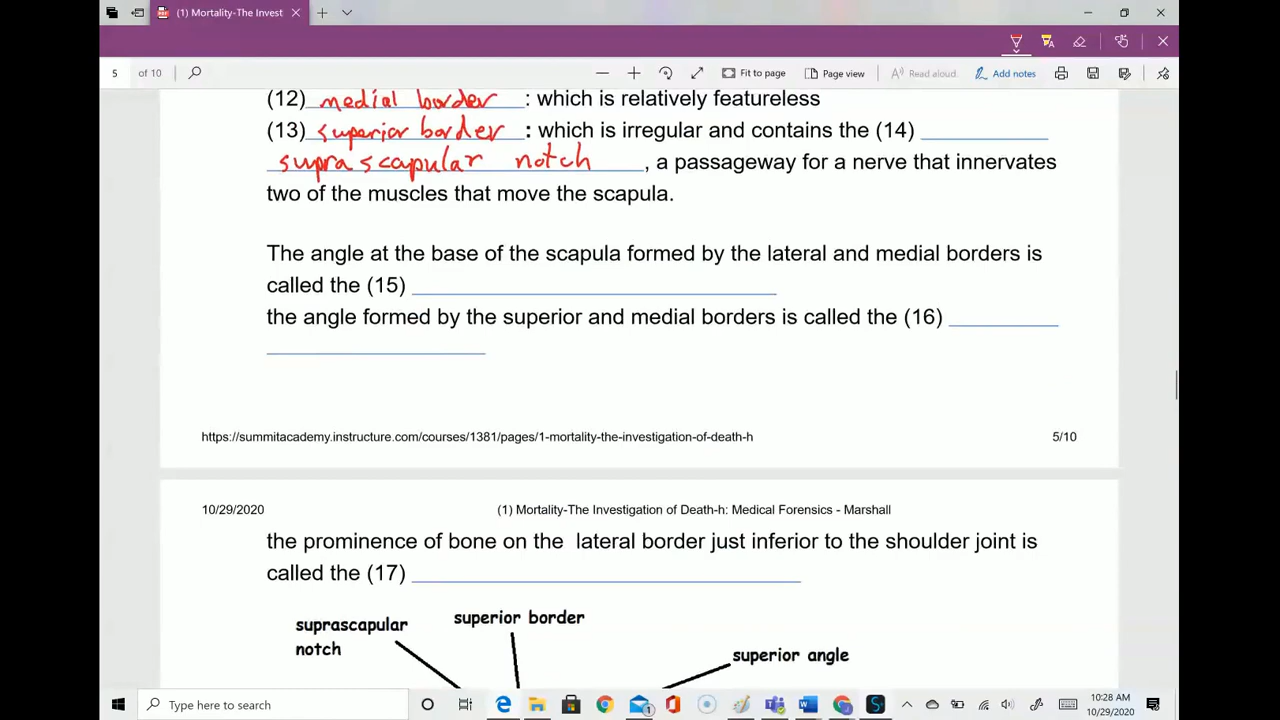 (1) Mortality-The Invest
5 of 10 Fit to page Page view Read aloud Add notes
(12) medial border : which is relatively featureless
(13) superior border : which is irregular and contains the (14)
suprascapular notch , a passageway for a nerve that innervates
two of the muscles that move the scapula.
The angle at the base of the scapula formed by the lateral and medial borders is
called the (15)
the angle formed by the superior and medial borders is called the (16)
https://summitacademy.instructure.com/courses/1381/pages/1-mortality-the-investigation-of-death-h 5/10
10/29/2020 (1) Mortality-The Investigation of Death-h: Medical Forensics - Marshall
the prominence of bone on the lateral border just inferior to the shoulder joint is
called the (17)
suprascapular
notch
superior border
superior angle
Type here to search
10:28 AM
10/29/2020